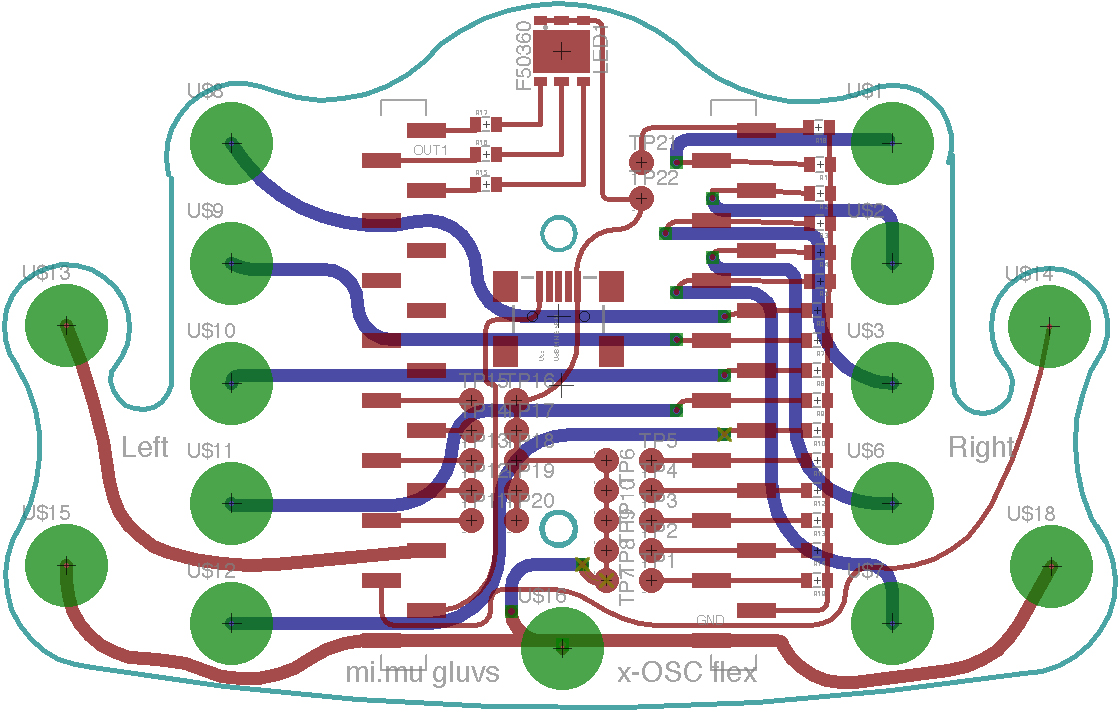 F50360
LED1
U$8
U$1
OUT1
TP21
TP22
U$9
U$2
U$13
U$14
U$10
U$3
TP15
TP16
TP14
TP17
Left
TP13
TP18
TP5
Right
U$11
TP12
TP19
TP6
TP4
U$6
TP11
TP20
TP10
TP3
U$15
TP9
TP2
U$18
U$12
TP8
TP1
U$7
U$16
TP7
GND
mi.mu gluvs
x-OSC flex